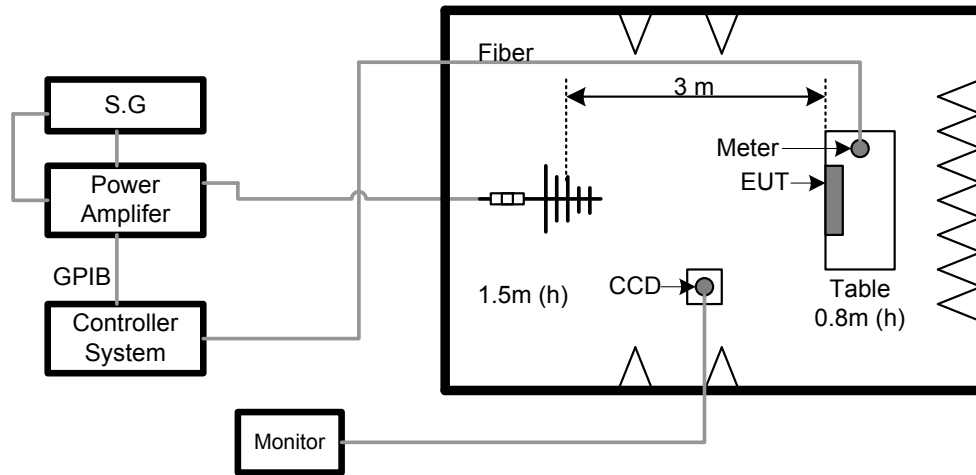 S.G
Power
Amplifer
GPIB
Controller
System
Monitor
Fiber
3 m
Meter
EUT
1.5m (h)
CCD
Table
0.8m (h)